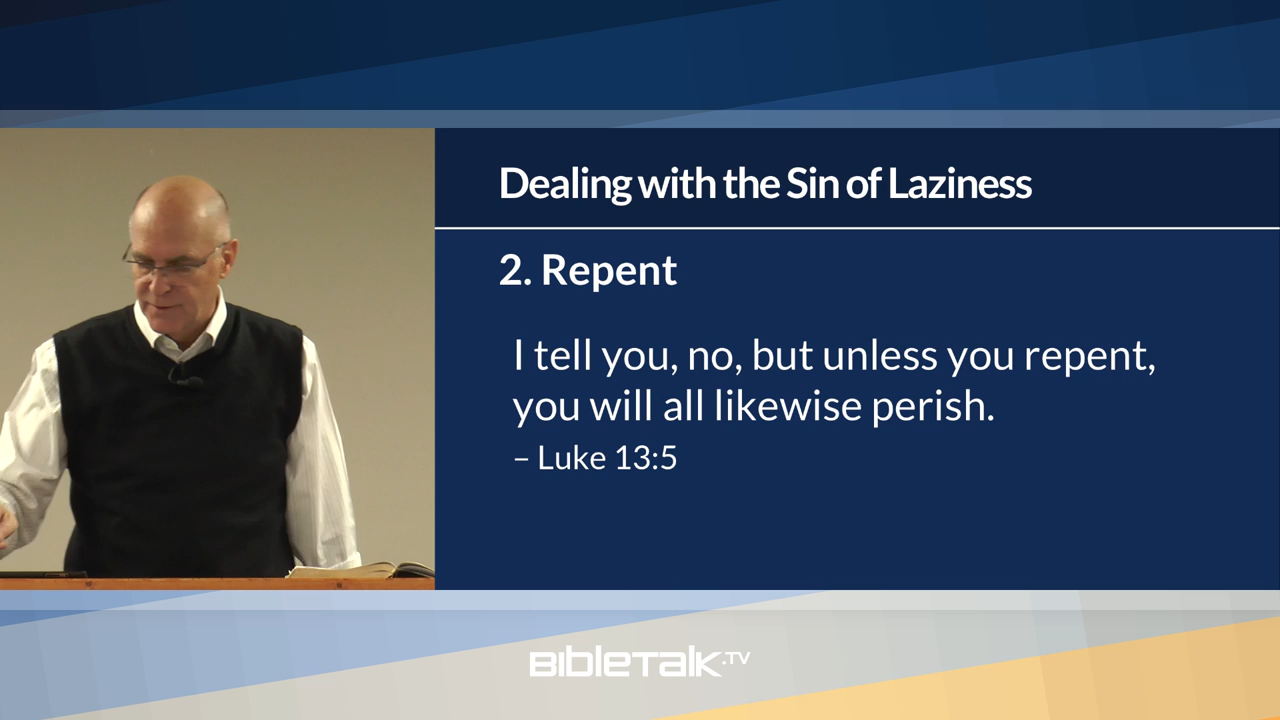 Dealing with the Sin of Laziness
2. Repent
I tell you, no, but unless you repent,
you will all likewise perish.
– Luke 13:5
BibleTalk.TV